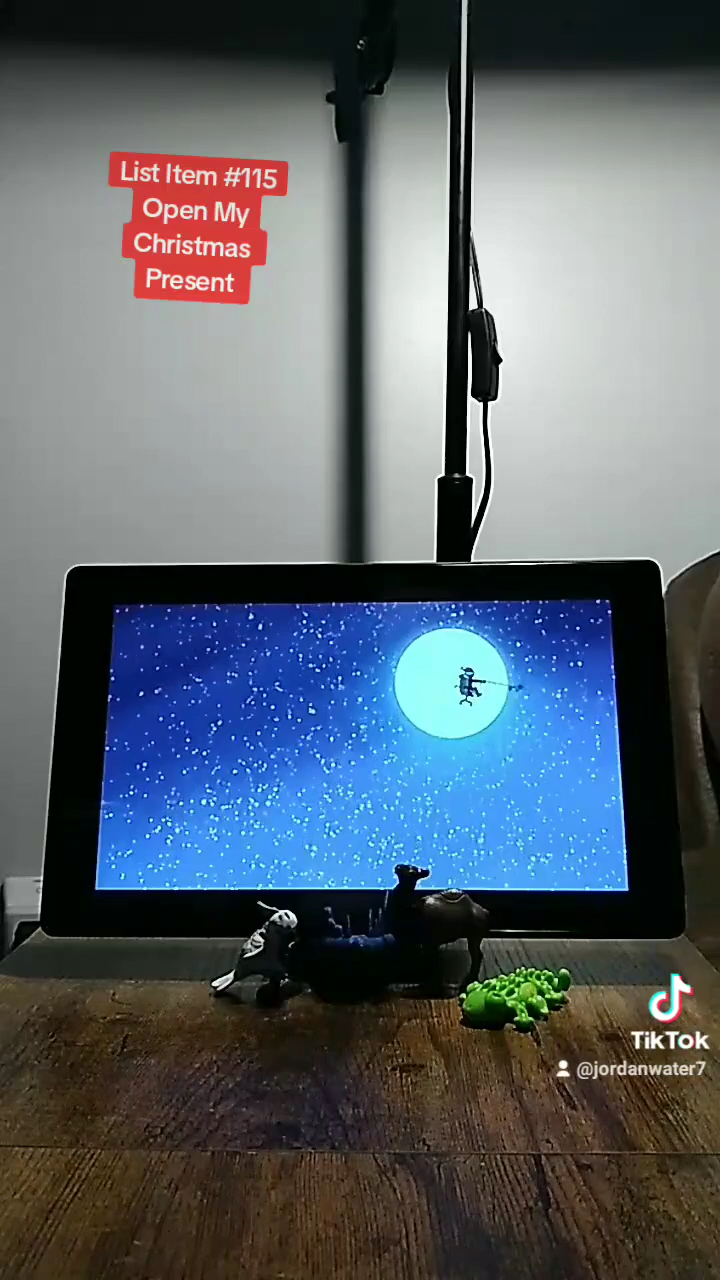 List Item #115
Open My
Christmas
Present
TikTok
@jordanwater7